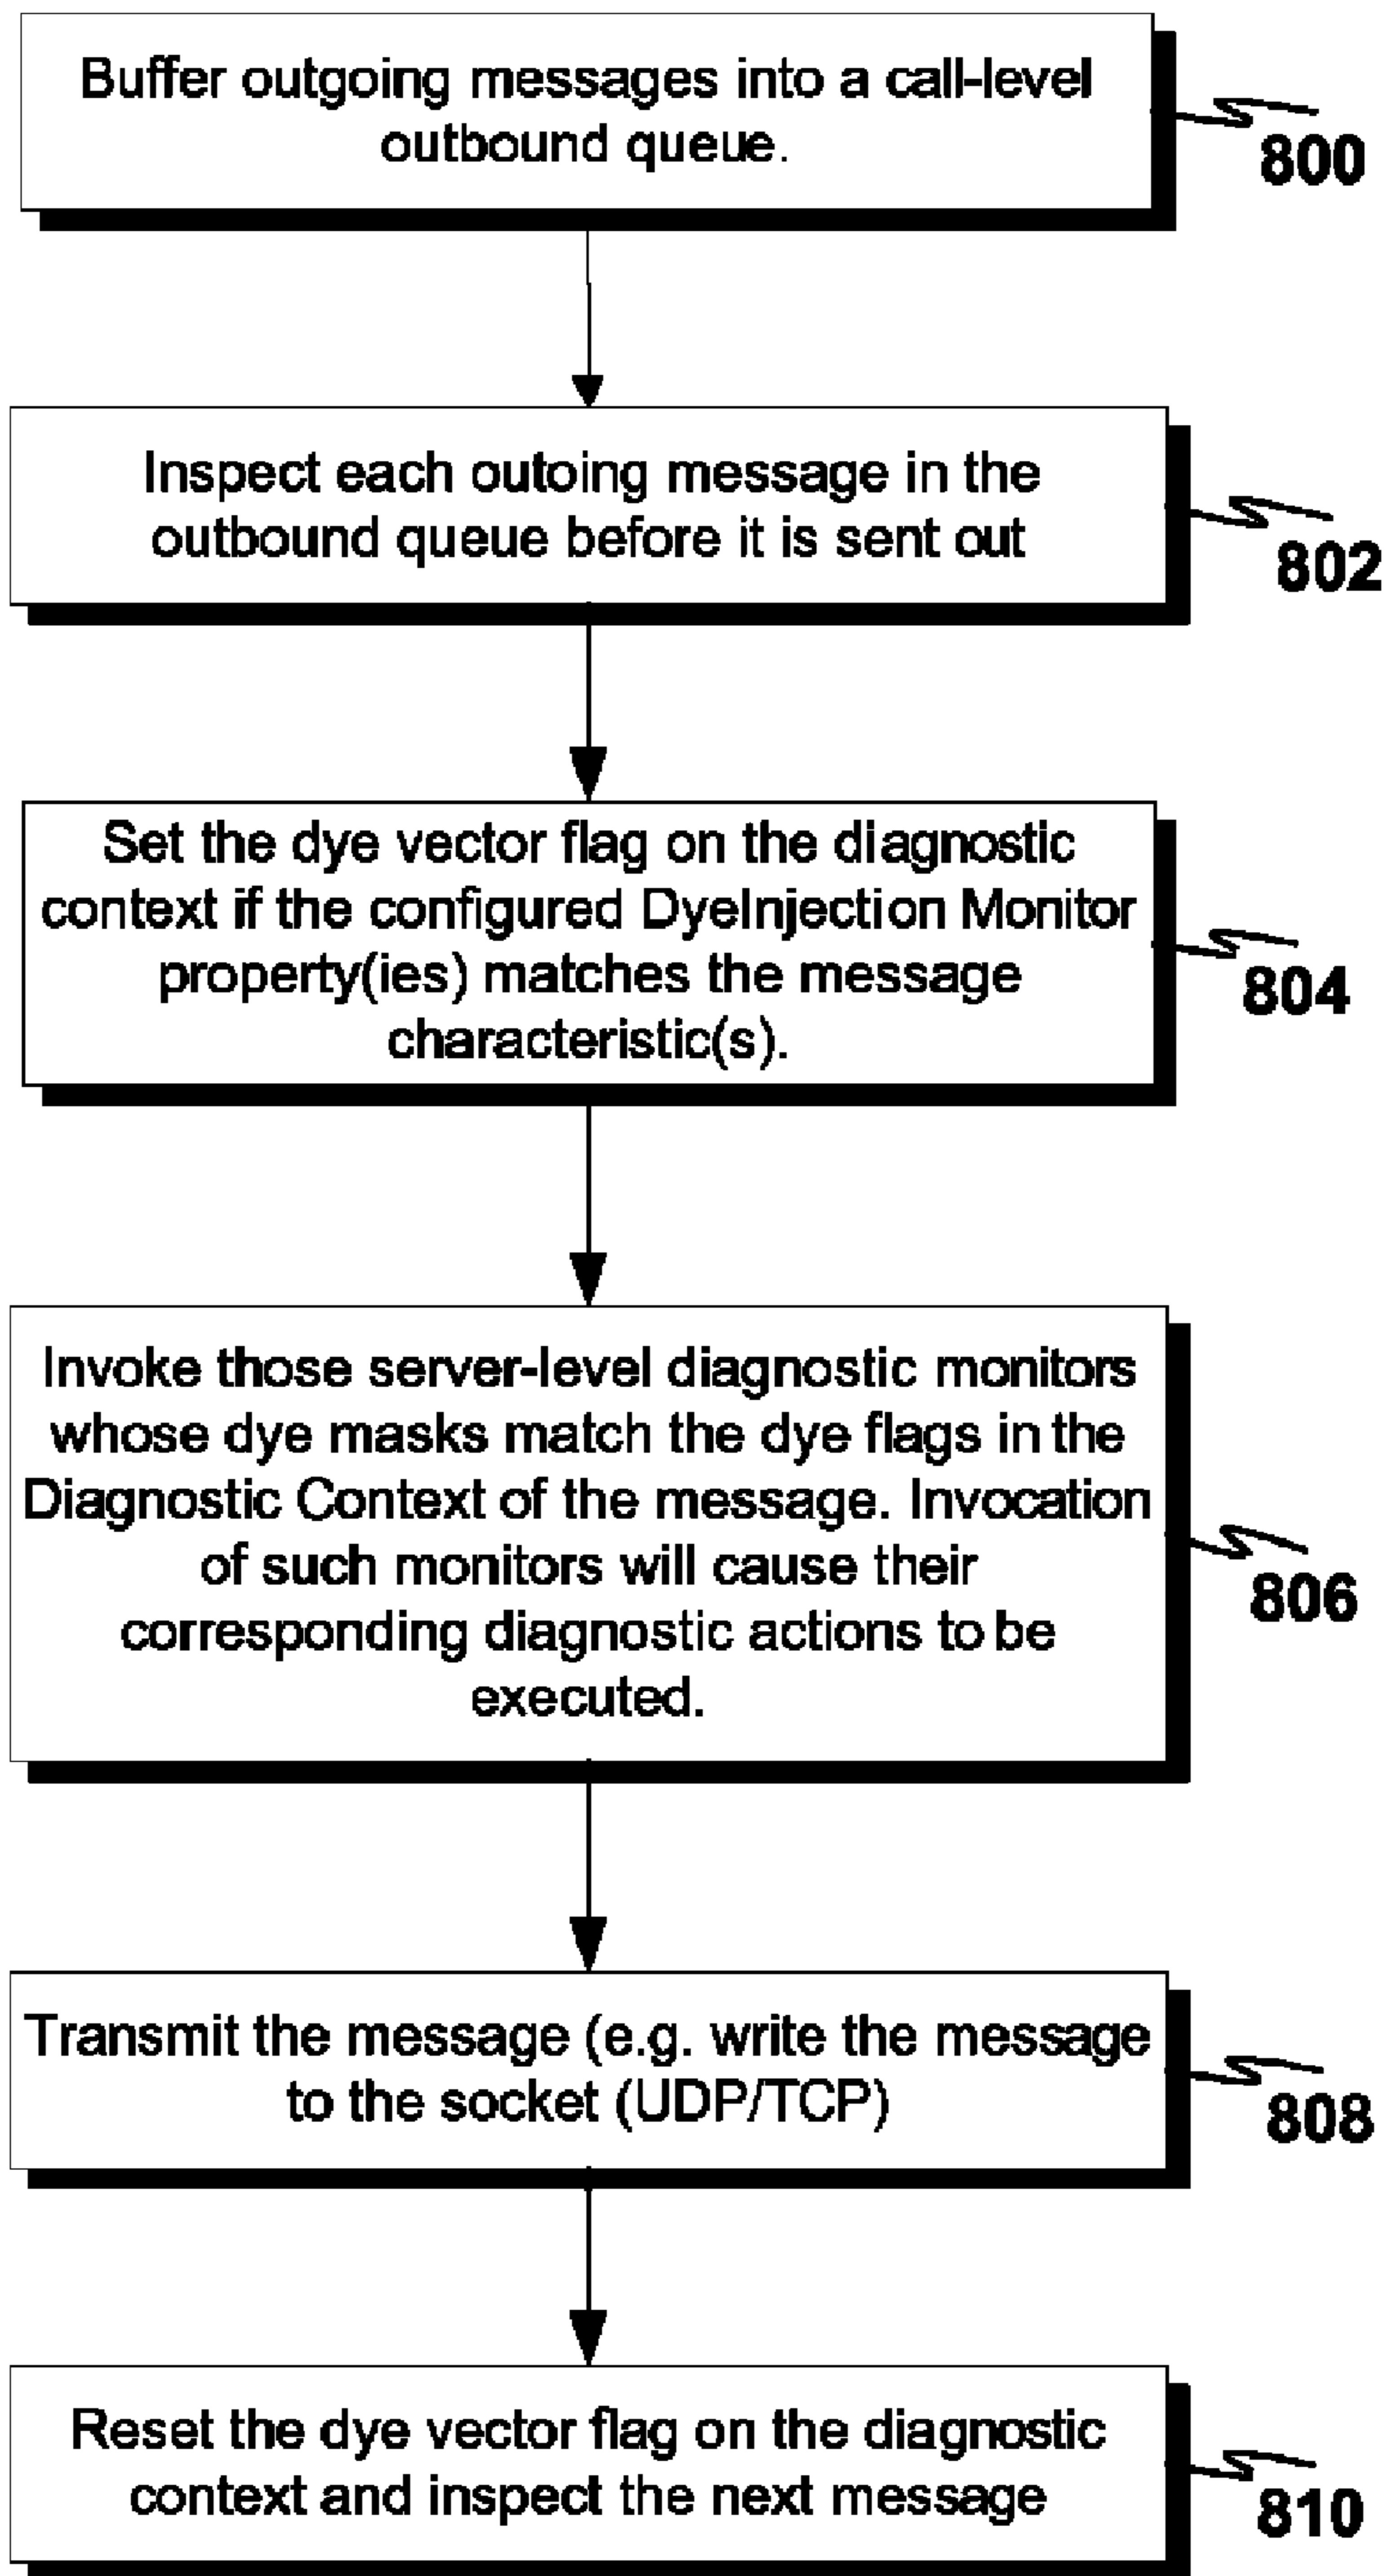 Buffer outgoing messages into a call-level
outbound queue.
800
Inspect each outoing message in the
outbound queue before it is sent out
802
Set the dye vector flag on the diagnostic
context if the configured DyeInjection Monitor
property(ies) matches the message
characteristic(s).
804
Invoke those server-level diagnostic monitors
whose dye masks match the dye flags in the
Diagnostic Context of the message. Invocation
of such monitors will cause their
corresponding diagnostic actions to be
executed.
806
Transmit the message (e.g. write the message
to the socket (UDP/TCP)
808
Reset the dye vector flag on the diagnostic
context and inspect the next message
810